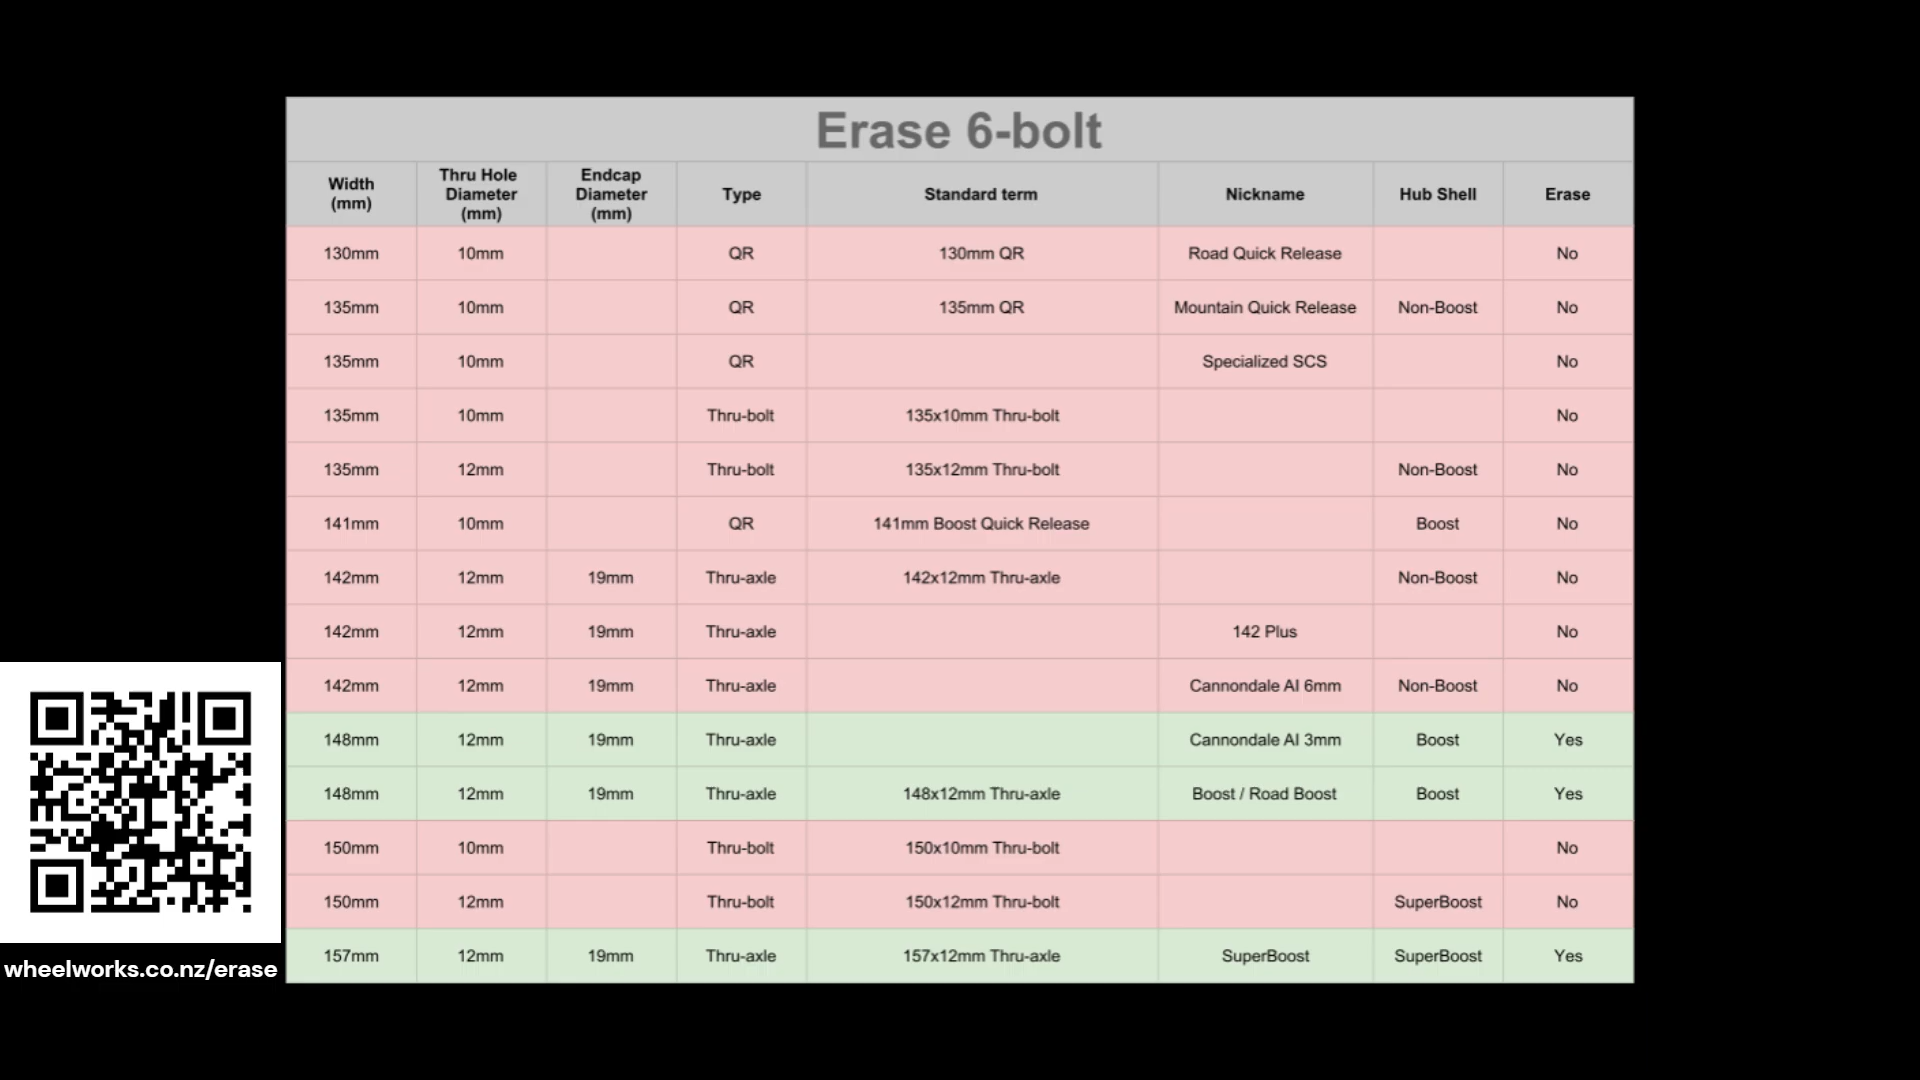 Erase 6-bolt
Width (mm) Thru Hole Diameter (mm) Endcap Diameter (mm) Type Standard term Nickname Hub Shell Erase
130mm 10mm QR 130mm QR Road Quick Release No
135mm 10mm QR 135mm QR Mountain Quick Release Non-Boost No
135mm 10mm QR Specialized SCS No
135mm 10mm Thru-bolt 135x10mm Thru-bolt No
135mm 12mm Thru-bolt 135x12mm Thru-bolt Non-Boost No
141mm 10mm QR 141mm Boost Quick Release Boost No
142mm 12mm 19mm Thru-axle 142x12mm Thru-axle Non-Boost No
142mm 12mm 19mm Thru-axle 142 Plus No
142mm 12mm 19mm Thru-axle Cannondale AI 6mm Non-Boost No
148mm 12mm 19mm Thru-axle Cannondale AI 3mm Boost Yes
148mm 12mm 19mm Thru-axle 148x12mm Thru-axle Boost / Road Boost Boost Yes
150mm 10mm Thru-bolt 150x10mm Thru-bolt No
150mm 12mm Thru-bolt 150x12mm Thru-bolt SuperBoost No
157mm 12mm 19mm Thru-axle 157x12mm Thru-axle SuperBoost SuperBoost Yes
wheelworks.co.nz/erase